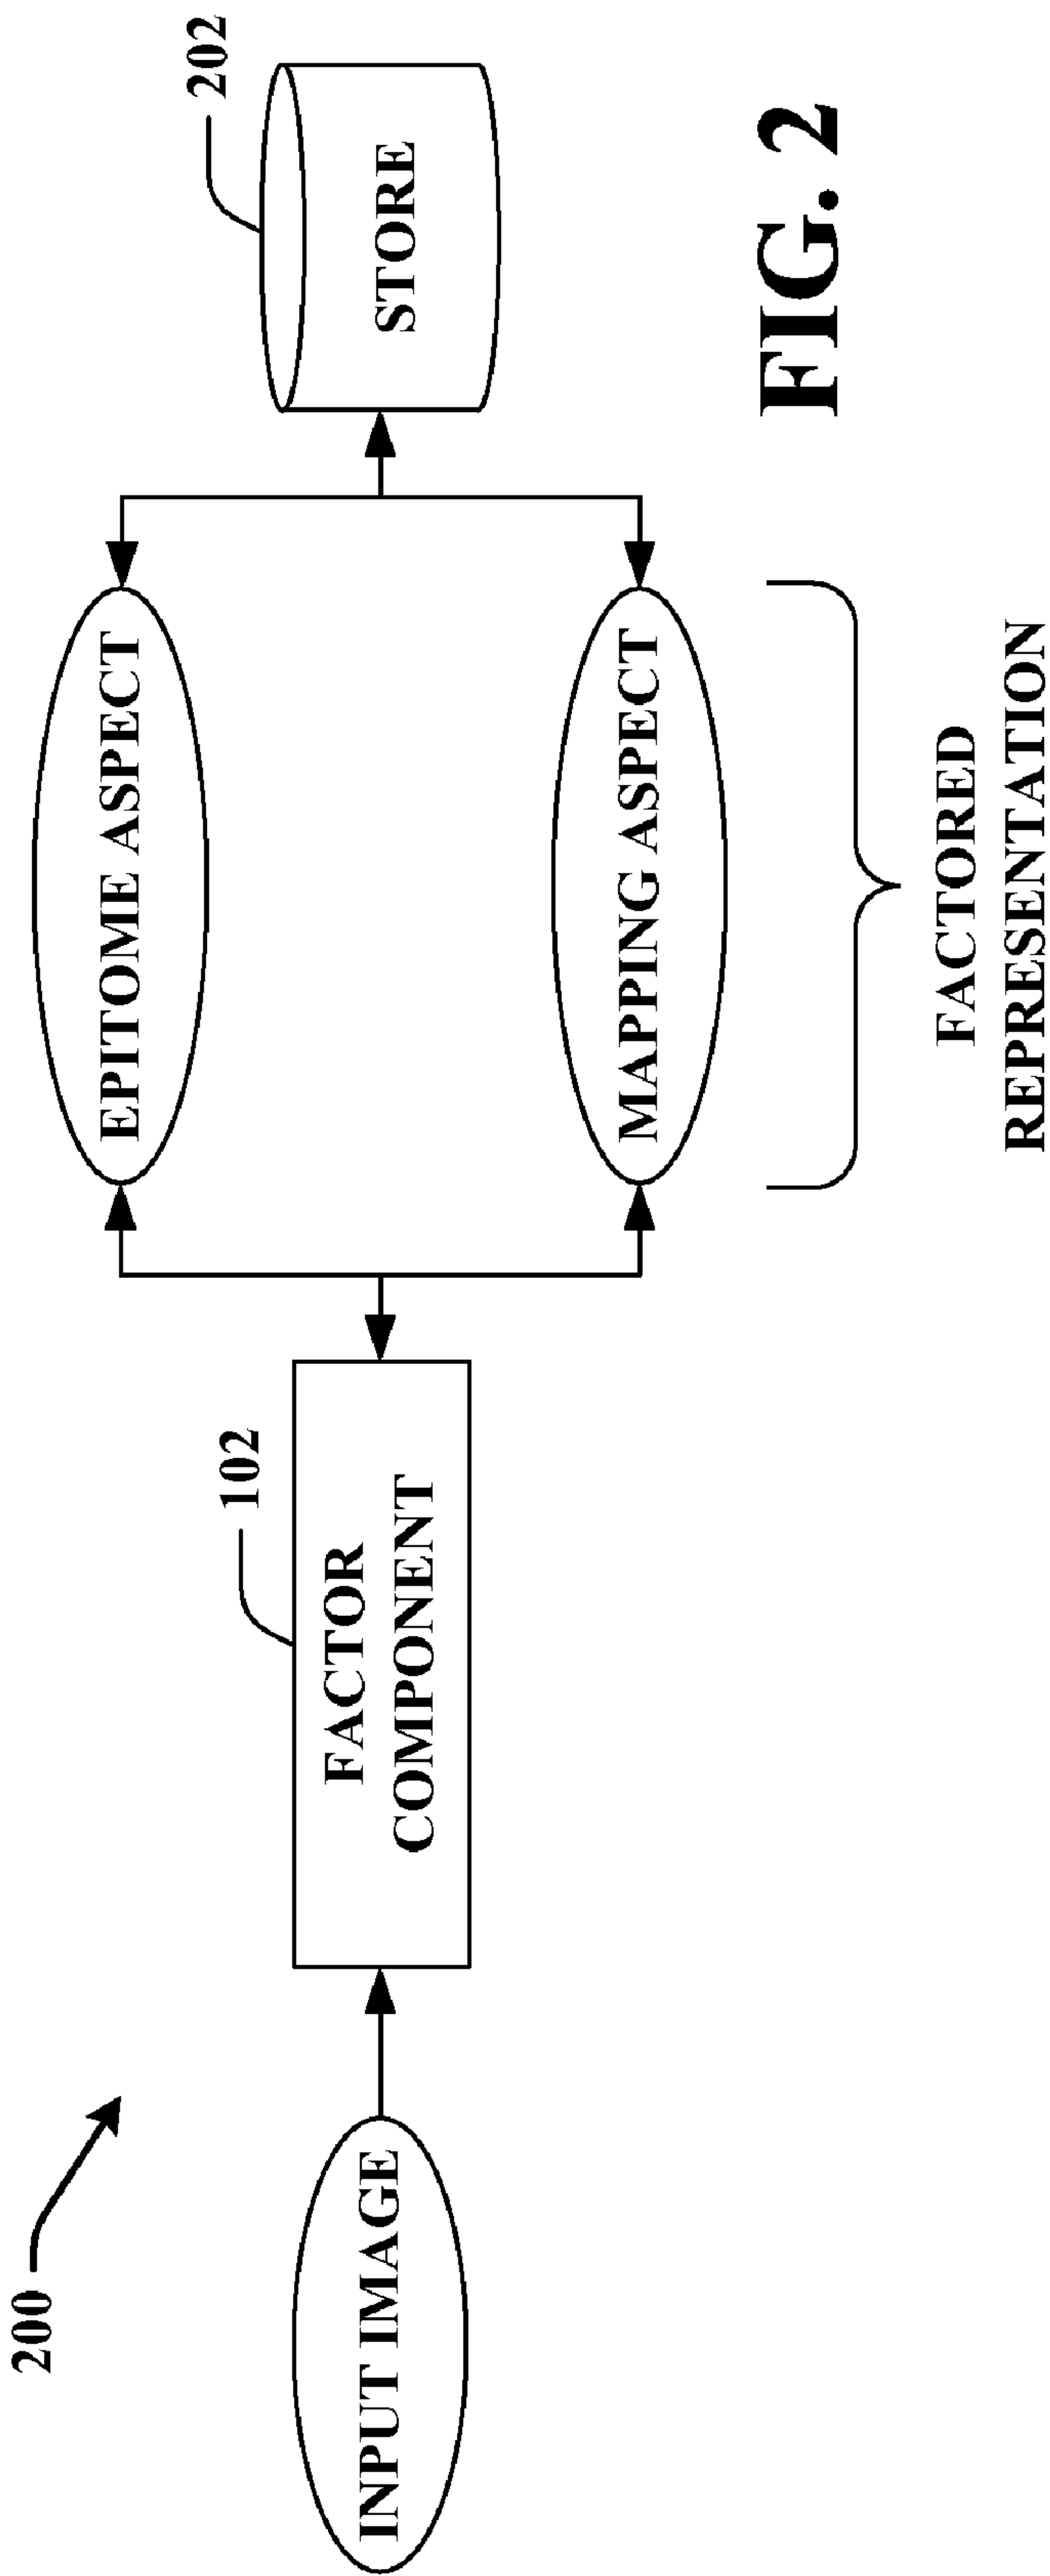 200
INPUT IMAGE
102
FACTOR
COMPONENT
EPITOME ASPECT
MAPPING ASPECT
FACTORED
REPRESENTATION
202
STORE
FIG. 2